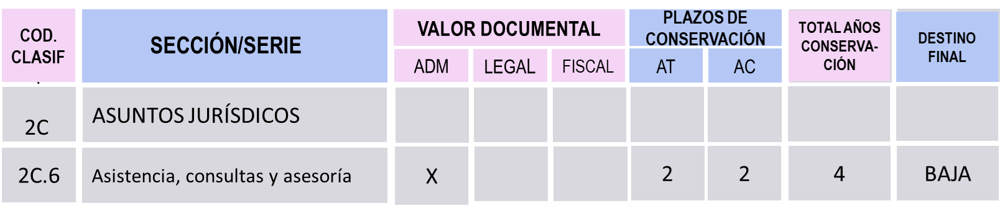 COD.
CLASIF
.
SECCIÓN/SERIE
VALOR DOCUMENTAL
PLAZOS DE
CONSERVACIÓN
TOTAL AÑOS
CONSERVA-
CIÓN
DESTINO
FINAL
ADM
LEGAL
FISCAL
AT
AC
2C
ASUNTOS JURÍSDICOS
2C.6
Asistencia, consultas y asesoría
X
2
2
4
BAJA